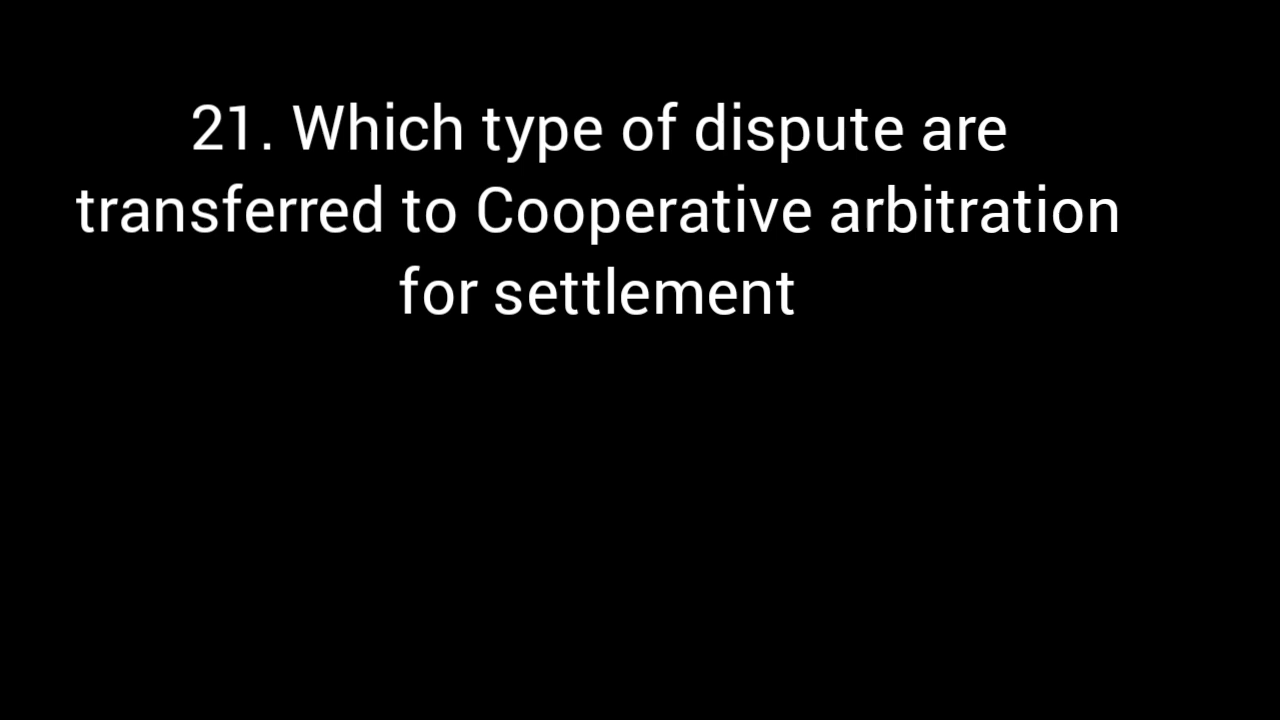 21. Which type of dispute are
transferred to Cooperative arbitration
for settlement